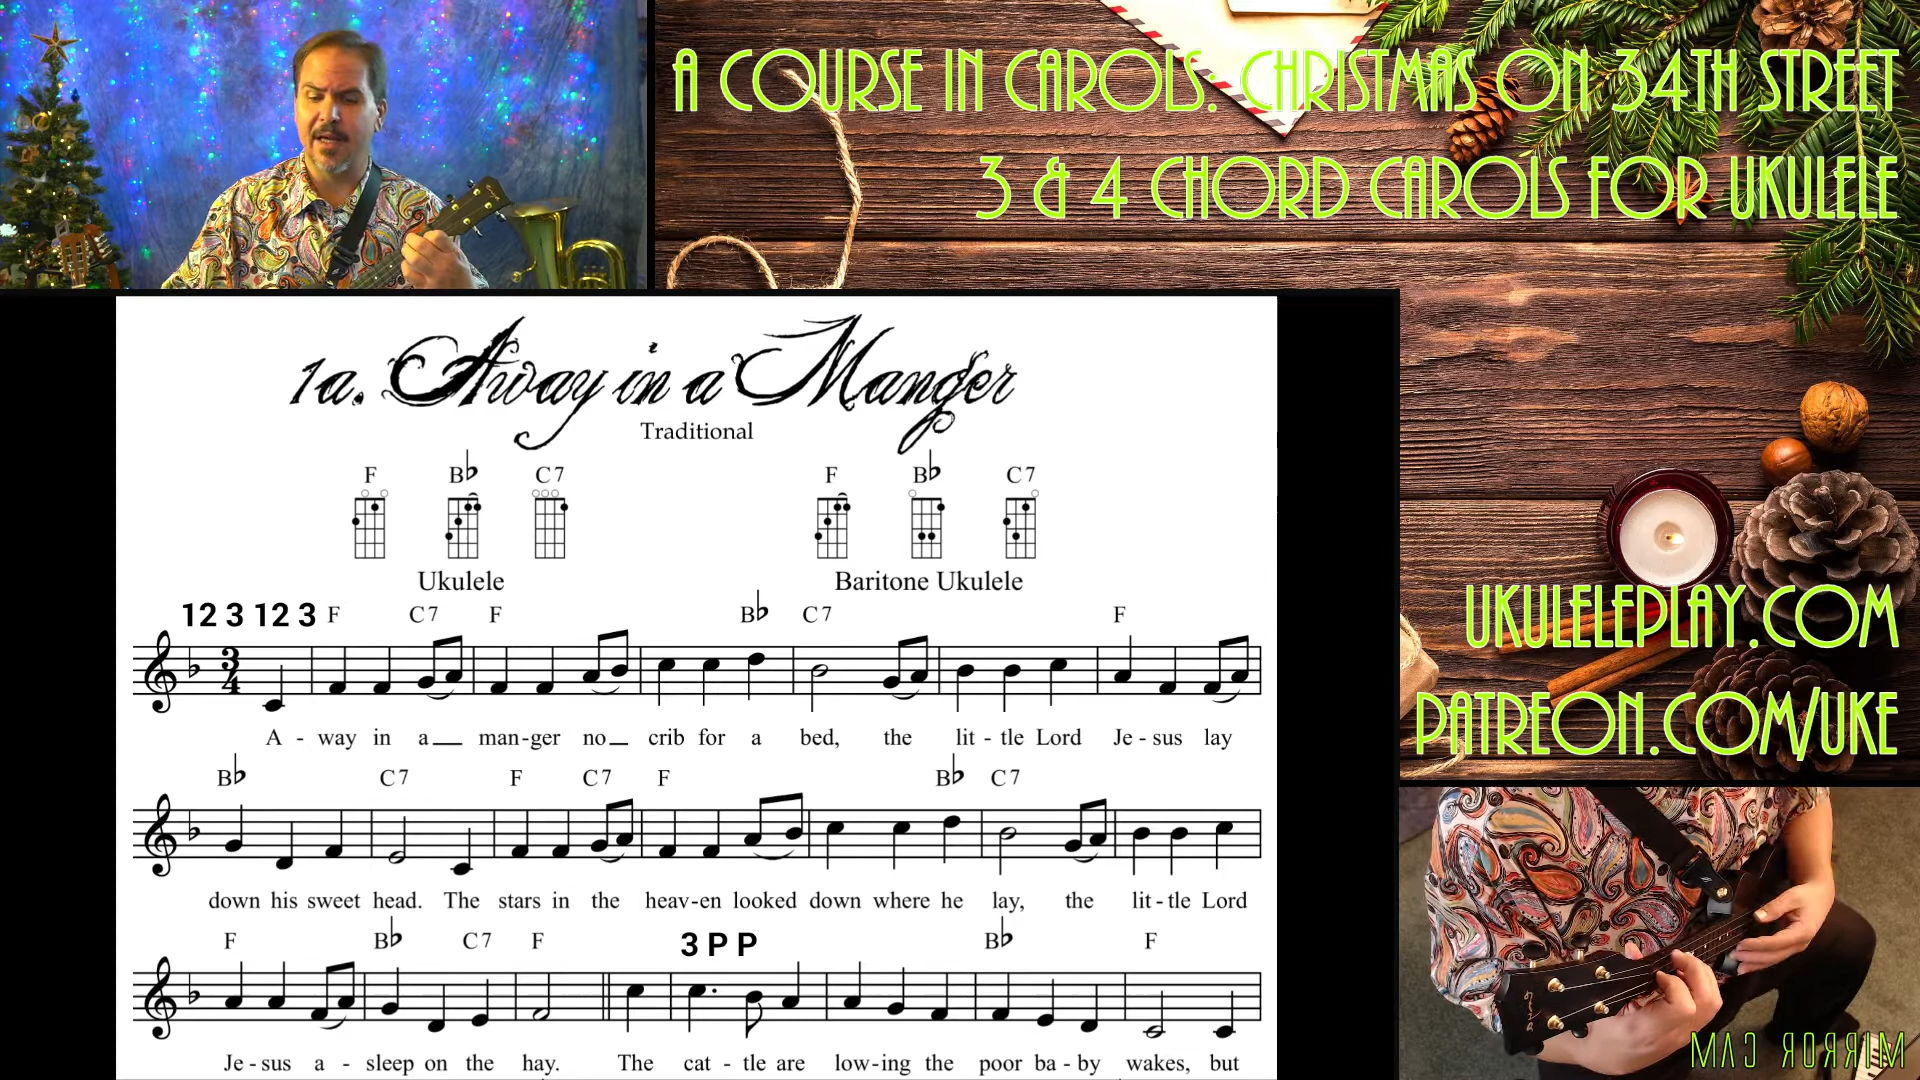 A COURSE IN CAROLS: CHRISTMAS ON 34TH STREET
3 & 4 CHORD CAROLS FOR UKULELE
1a. Away in a Manger
Traditional
F B♭ C7 F B♭ C7
Ukulele Baritone Ukulele
12 3 12 3 F C7 F B♭ C7 F
3/4
A - way in a man-ger no crib for a bed, the lit - tle Lord Je - sus lay
B♭ C7 F C7 F B♭ C7
down his sweet head. The stars in the heav-en looked down where he lay, the lit - tle Lord
F B♭ C7 F 3 P P B♭ F
Je - sus a - sleep on the hay. The cat - tle are low-ing the poor ba - by wakes, but
UKULELEPLAY.COM
PATREON.COM/UKE
MIRROR CAM